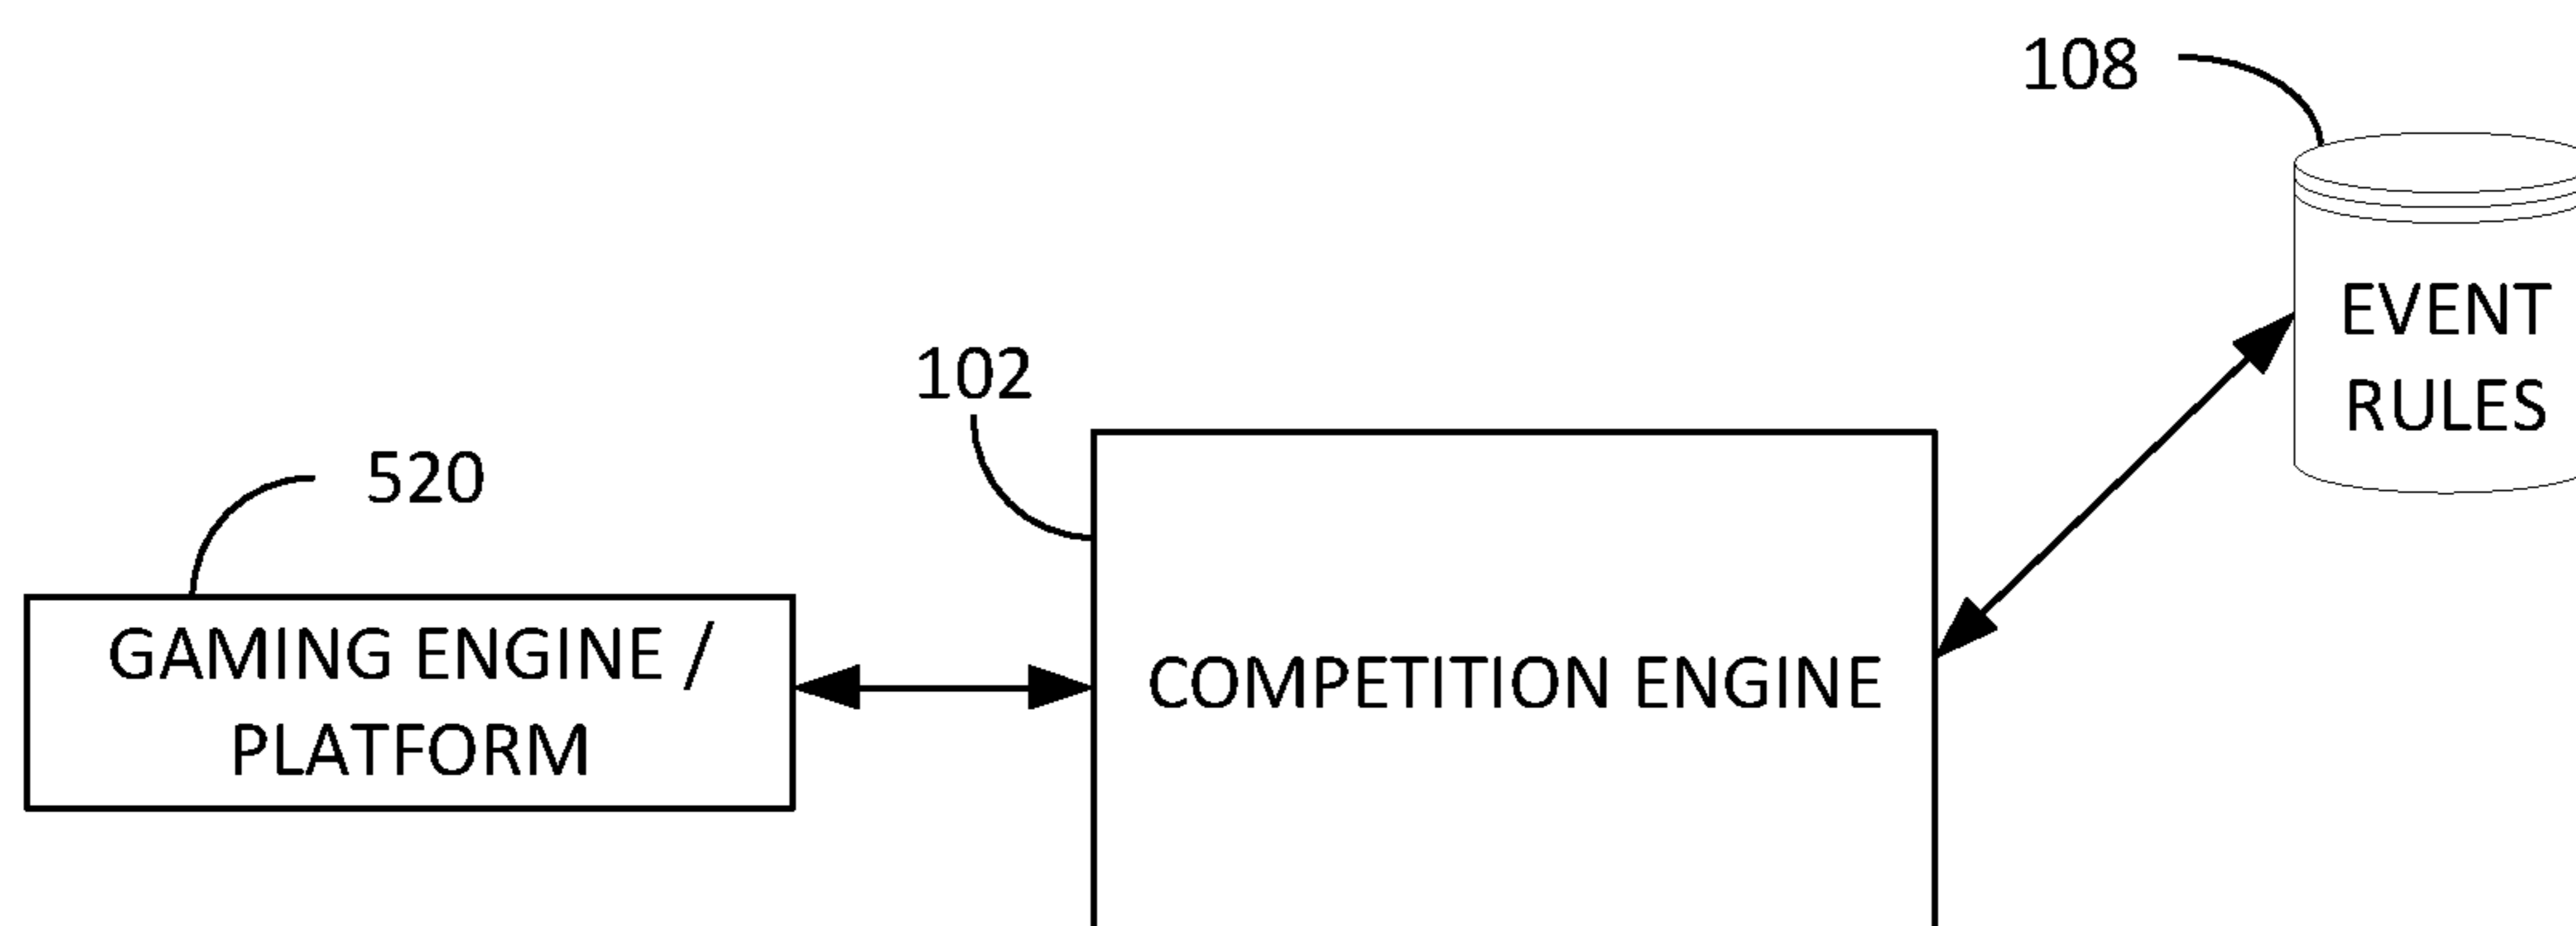 108
EVENT
RULES
102
520
GAMING ENGINE /
PLATFORM
COMPETITION ENGINE